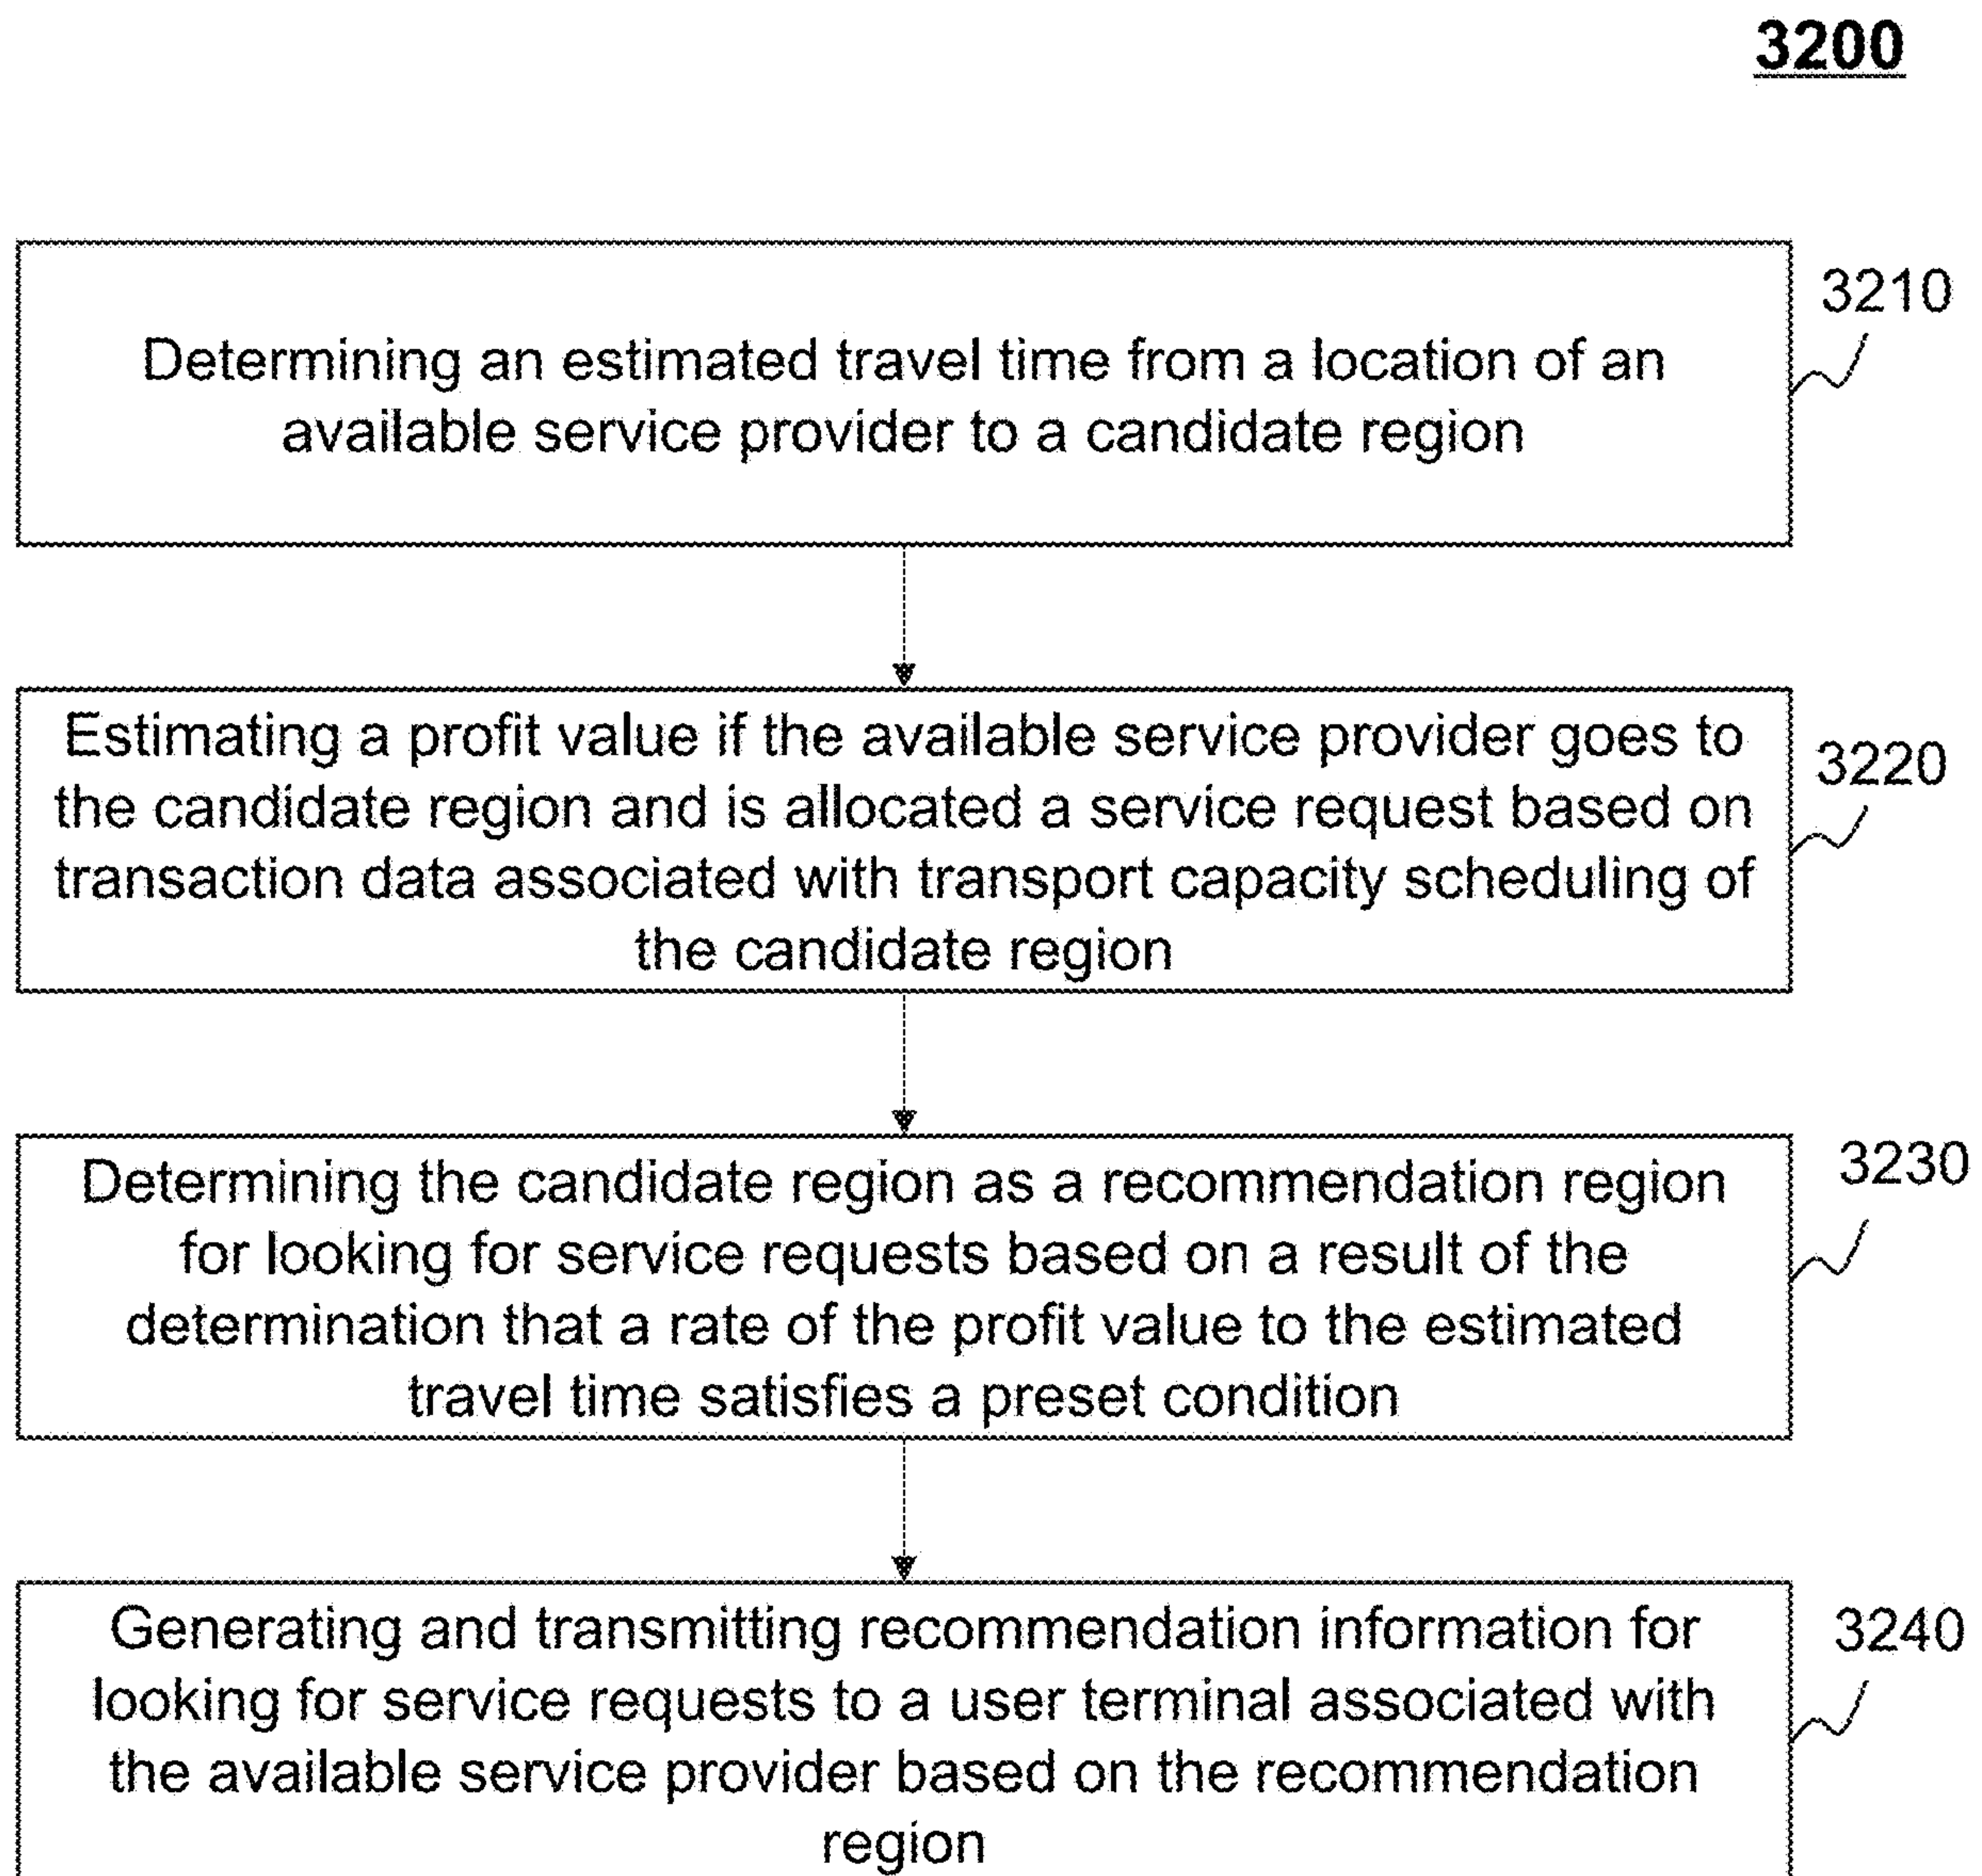 3200
Determining an estimated travel time from a location of an
available service provider to a candidate region
3210
Estimating a profit value if the available service provider goes to
the candidate region and is allocated a service request based on
transaction data associated with transport capacity scheduling of
the candidate region
3220
Determining the candidate region as a recommendation region
for looking for service requests based on a result of the
determination that a rate of the profit value to the estimated
travel time satisfies a preset condition
3230
Generating and transmitting recommendation information for
looking for service requests to a user terminal associated with
the available service provider based on the recommendation
region
3240